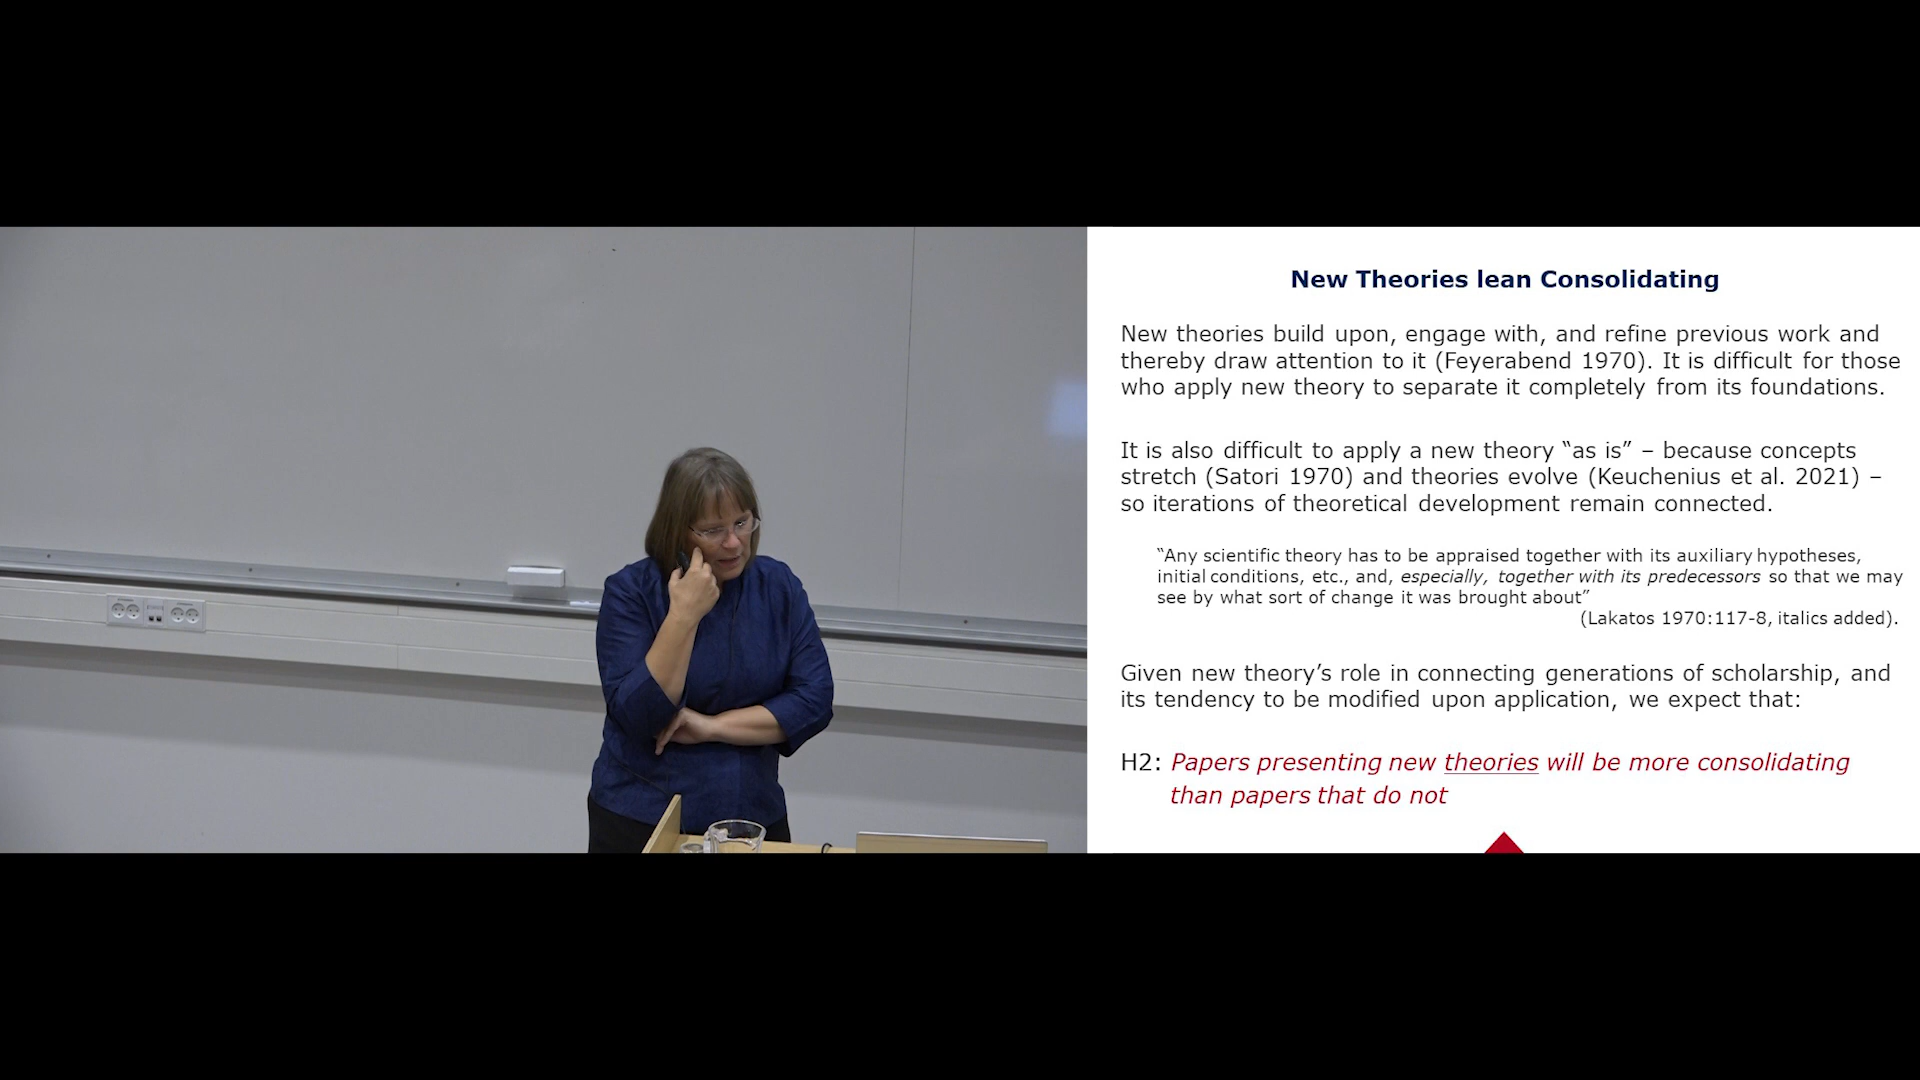 New Theories lean Consolidating
New theories build upon, engage with, and refine previous work and
thereby draw attention to it (Feyerabend 1970). It is difficult for those
who apply new theory to separate it completely from its foundations.
It is also difficult to apply a new theory “as is” – because concepts
stretch (Satori 1970) and theories evolve (Keuchenius et al. 2021) –
so iterations of theoretical development remain connected.
“Any scientific theory has to be appraised together with its auxiliary hypotheses,
initial conditions, etc., and, especially, together with its predecessors so that we may
see by what sort of change it was brought about”
(Lakatos 1970:117-8, italics added).
Given new theory’s role in connecting generations of scholarship, and
its tendency to be modified upon application, we expect that:
H2: Papers presenting new theories will be more consolidating
than papers that do not